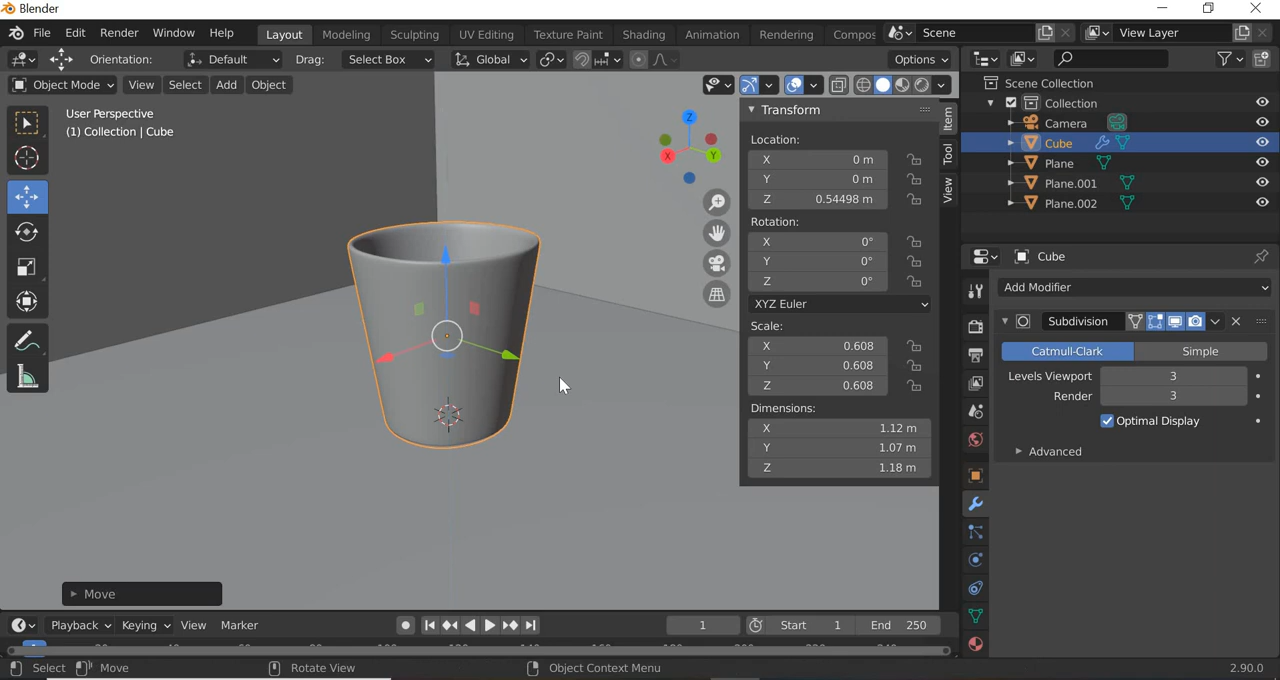 Blender
File Edit Render Window Help Layout Modeling Sculpting UV Editing Texture Paint Shading Animation Rendering Compos Scene View Layer
Orientation: Default Drag: Select Box Global Options
Object Mode View Select Add Object
User Perspective
(1) Collection | Cube
Z
X
Y
Transform
Location:
X 0 m
Y 0 m
Z 0.54498 m
Rotation:
X 0°
Y 0°
Z 0°
XYZ Euler
Scale:
X 0.608
Y 0.608
Z 0.608
Dimensions:
X 1.12 m
Y 1.07 m
Z 1.18 m
Item
Tool
View
Scene Collection
Collection
Camera
Cube
Plane
Plane.001
Plane.002
Cube
Add Modifier
Subdivision
Catmull-Clark Simple
Levels Viewport 3
Render 3
Optimal Display
Advanced
Move
Playback Keying View Marker 1 Start 1 End 250
Select Move Rotate View Object Context Menu 2.90.0